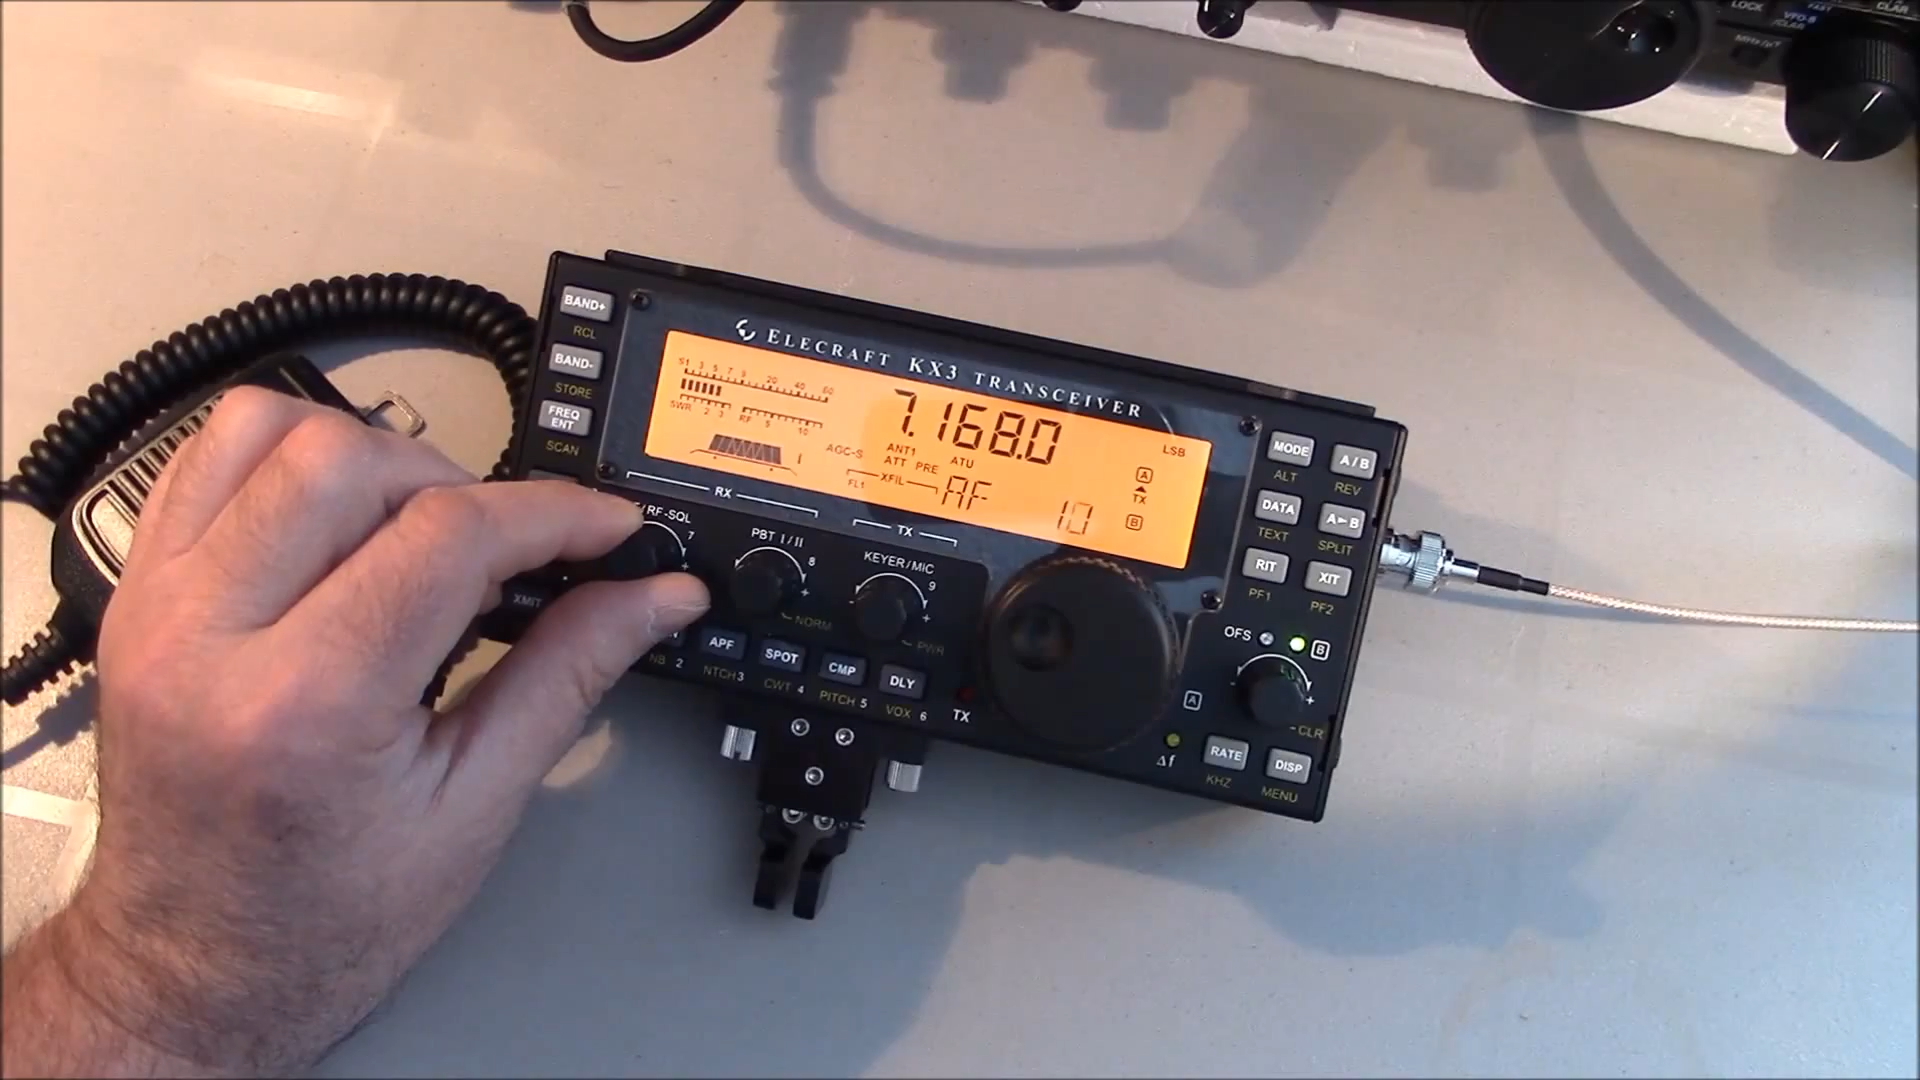 LOCK
FAST
VFO-B
/CLAR
CLAR
BAND+
RCL
BAND-
STORE
FREQ
ENT
SCAN
XMIT
ELECRAFT KX3 TRANSCEIVER
S1 3 5 7 9 20 40 60
SWR 2 3 RF 5 10
7.168.0
LSB
AGC-S
ANT1
ATU
ATT PRE
XFIL
FL1
AF 10
A
TX
B
RX
TX
/RF-SQL
7
+
PBT I/II
8
+
NORM
KEYER/MIC
9
+
PWR
NB 2
APF
NTCH 3
SPOT
CWT 4
CMP
PITCH 5
DLY
VOX 6
TX
MODE
ALT
A/B
REV
DATA
TEXT
A►B
SPLIT
RIT
PF1
XIT
PF2
OFS
B
+
-CLR
A
Δf
RATE
KHZ
DISP
MENU